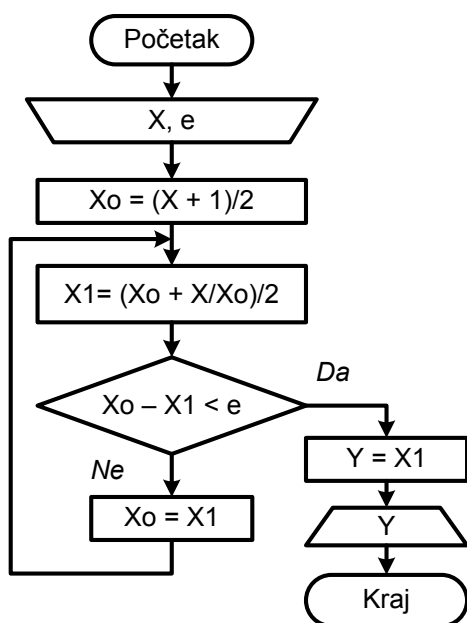 Početak
X, e
Xo = (X + 1)/2
X1= (Xo + X/Xo)/2
Xo – X1 < e
Da
Ne
Y = X1
Xo = X1
Y
Kraj